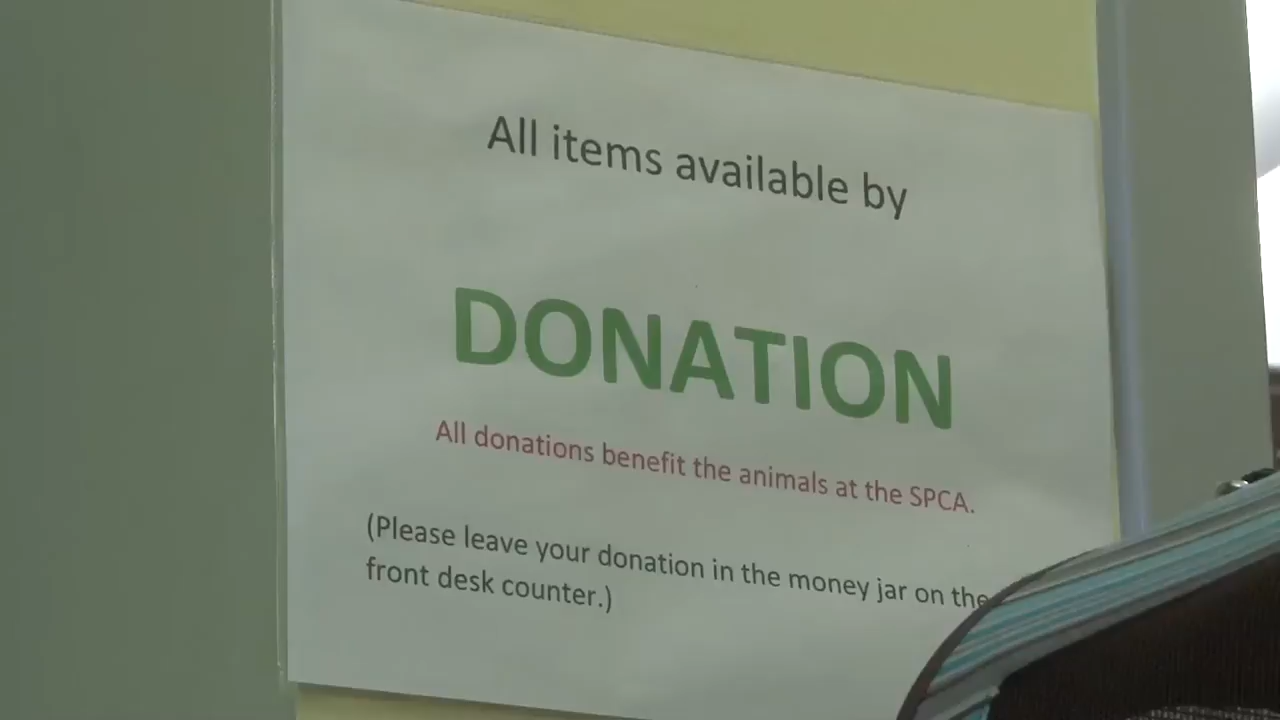 All items available by
DONATION
All donations benefit the animals at the SPCA.
(Please leave your donation in the money jar on the
front desk counter.)